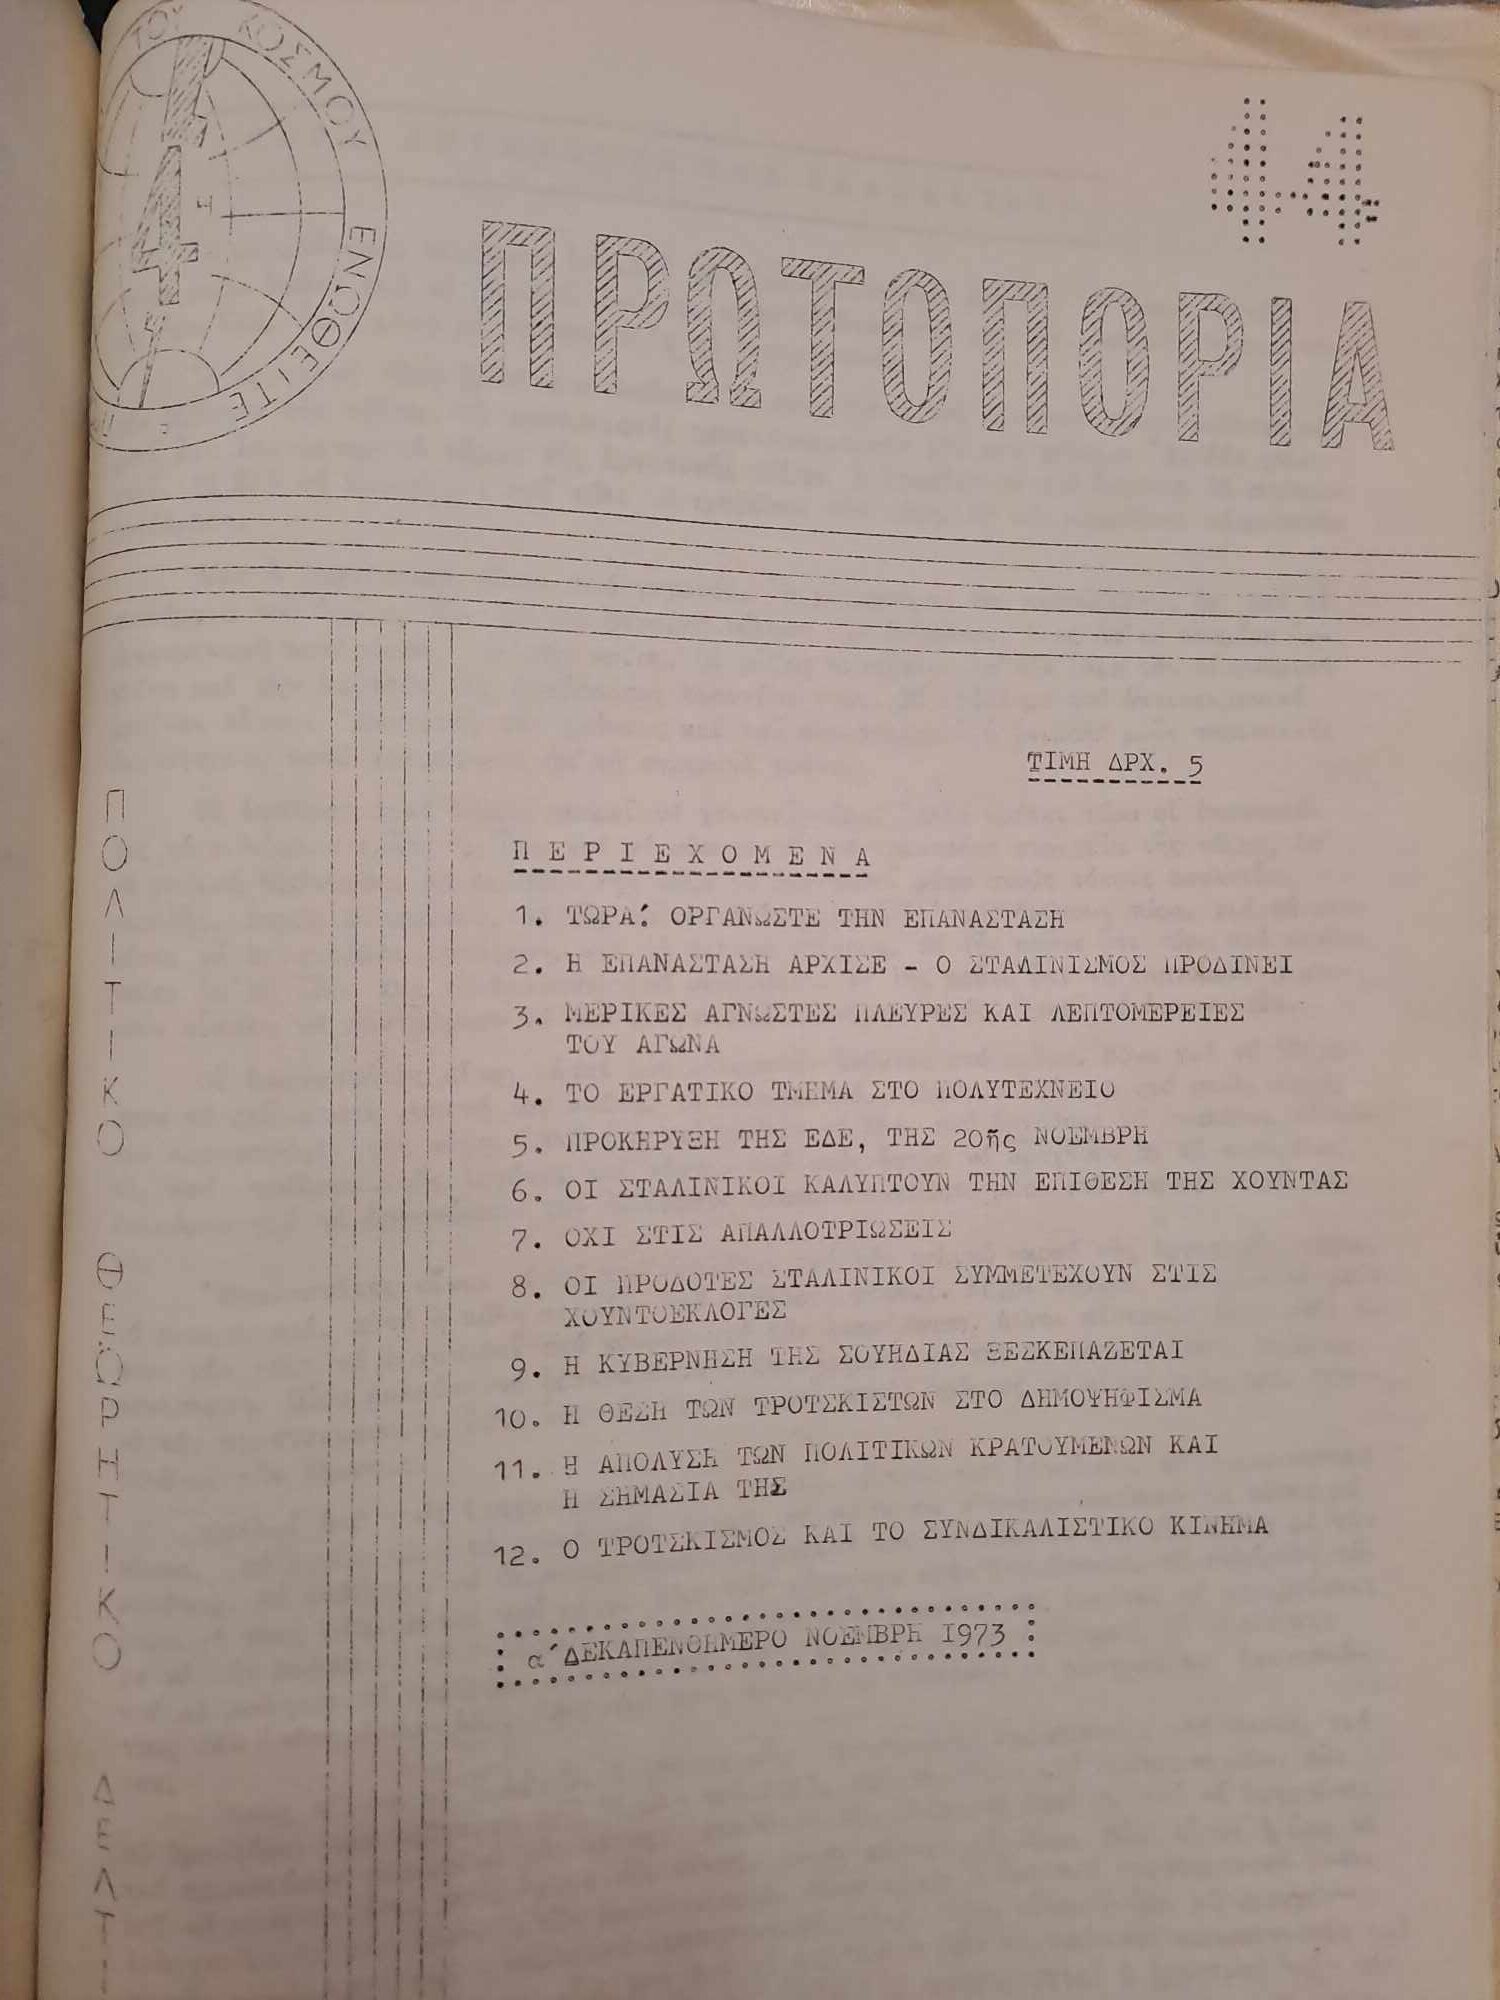 ΤΟΥ ΚΟΣΜΟΥ ΕΝΩΘΕΙΤΕ
4
Η
14
ΠΡΩΤΟΠΟΡΙΑ
ΤΙΜΗ ΔΡΧ. 5
ΠΟΛΙΤΙΚΟ ΘΕΩΡΗΤΙΚΟ ΔΕΛΤΙ
Π Ε Ρ Ι Ε Χ Ο Μ Ε Ν Α
1. ΤΩΡΑ: ΟΡΓΑΝΩΣΤΕ ΤΗΝ ΕΠΑΝΑΣΤΑΣΗ
2. Η ΕΠΑΝΑΣΤΑΣΗ ΑΡΧΙΣΕ - Ο ΣΤΑΛΙΝΙΣΜΟΣ ΠΡΟΔΙΝΕΙ
3. ΜΕΡΙΚΕΣ ΑΓΝΩΣΤΕΣ ΠΛΕΥΡΕΣ ΚΑΙ ΛΕΠΤΟΜΕΡΕΙΕΣ
ΤΟΥ ΑΓΩΝΑ
4. ΤΟ ΕΡΓΑΤΙΚΟ ΤΜΗΜΑ ΣΤΟ ΠΟΛΥΤΕΧΝΕΙΟ
5. ΠΡΟΚΗΡΥΞΗ ΤΗΣ ΕΔΕ, ΤΗΣ 20ῆς ΝΟΕΜΒΡΗ
6. ΟΙ ΣΤΑΛΙΝΙΚΟΙ ΚΑΛΥΠΤΟΥΝ ΤΗΝ ΕΠΙΘΕΣΗ ΤΗΣ ΧΟΥΝΤΑΣ
7. ΟΧΙ ΣΤΙΣ ΑΠΑΛΛΟΤΡΙΩΣΕΙΣ
8. ΟΙ ΠΡΟΔΟΤΕΣ ΣΤΑΛΙΝΙΚΟΙ ΣΥΜΜΕΤΕΧΟΥΝ ΣΤΙΣ
ΧΟΥΝΤΟΕΚΛΟΓΕΣ
9. Η ΚΥΒΕΡΝΗΣΗ ΤΗΣ ΣΟΥΗΔΙΑΣ ΞΕΣΚΕΠΑΖΕΤΑΙ
10. Η ΘΕΣΗ ΤΩΝ ΤΡΟΤΣΚΙΣΤΩΝ ΣΤΟ ΔΗΜΟΨΗΦΙΣΜΑ
11. Η ΑΠΟΛΥΣΗ ΤΩΝ ΠΟΛΙΤΙΚΩΝ ΚΡΑΤΟΥΜΕΝΩΝ ΚΑΙ
Η ΣΗΜΑΣΙΑ ΤΗΣ
12. Ο ΤΡΟΤΣΚΙΣΜΟΣ ΚΑΙ ΤΟ ΣΥΝΔΙΚΑΛΙΣΤΙΚΟ ΚΙΝΗΜΑ
α΄ ΔΕΚΑΠΕΝΘΗΜΕΡΟ ΝΟΕΜΒΡΗ 1973